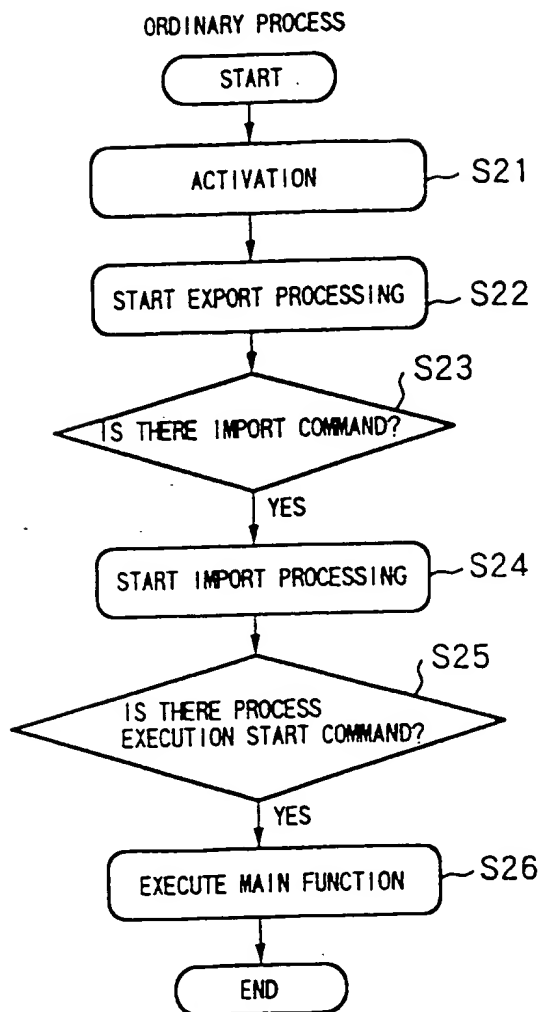 ORDINARY PROCESS
START
ACTIVATION
S21
START EXPORT PROCESSING
S22
S23
IS THERE IMPORT COMMAND?
YES
START IMPORT PROCESSING
S24
S25
IS THERE PROCESS
EXECUTION START COMMAND?
YES
EXECUTE MAIN FUNCTION
S26
END